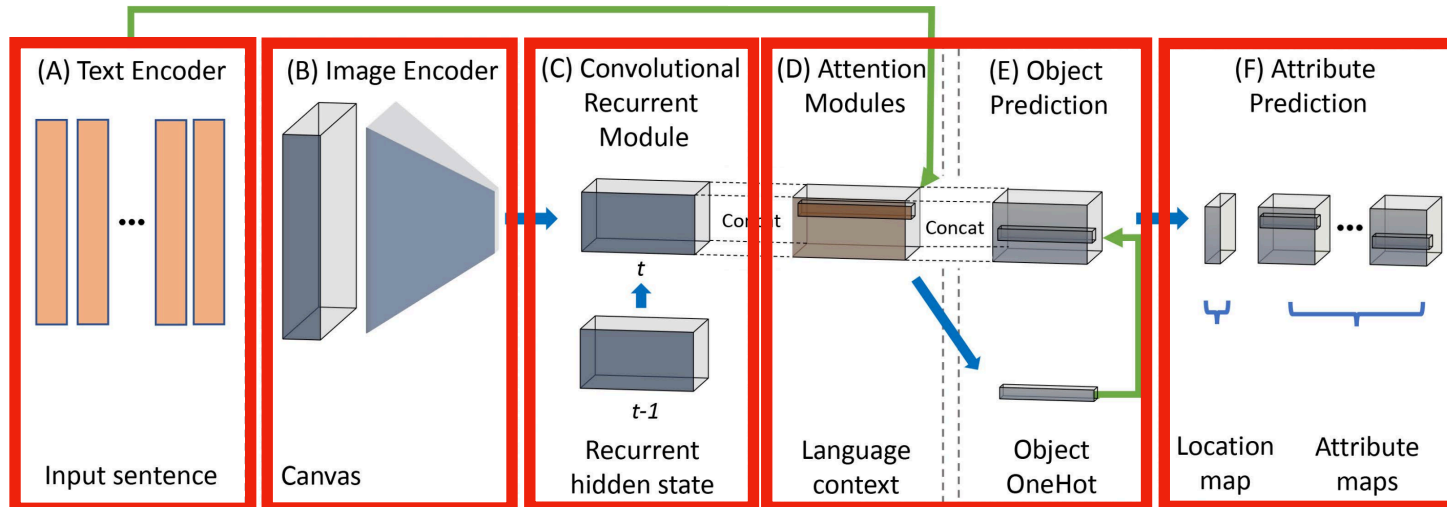 (A) Text Encoder
•••
Input sentence
(B) Image Encoder
Canvas
(C) Convolutional
Recurrent
Module
t
t-1
Recurrent
hidden state
Concat
(D) Attention
Modules
Language
context
Concat
(E) Object
Prediction
Object
OneHot
(F) Attribute
Prediction
•••
Location
map
Attribute
maps